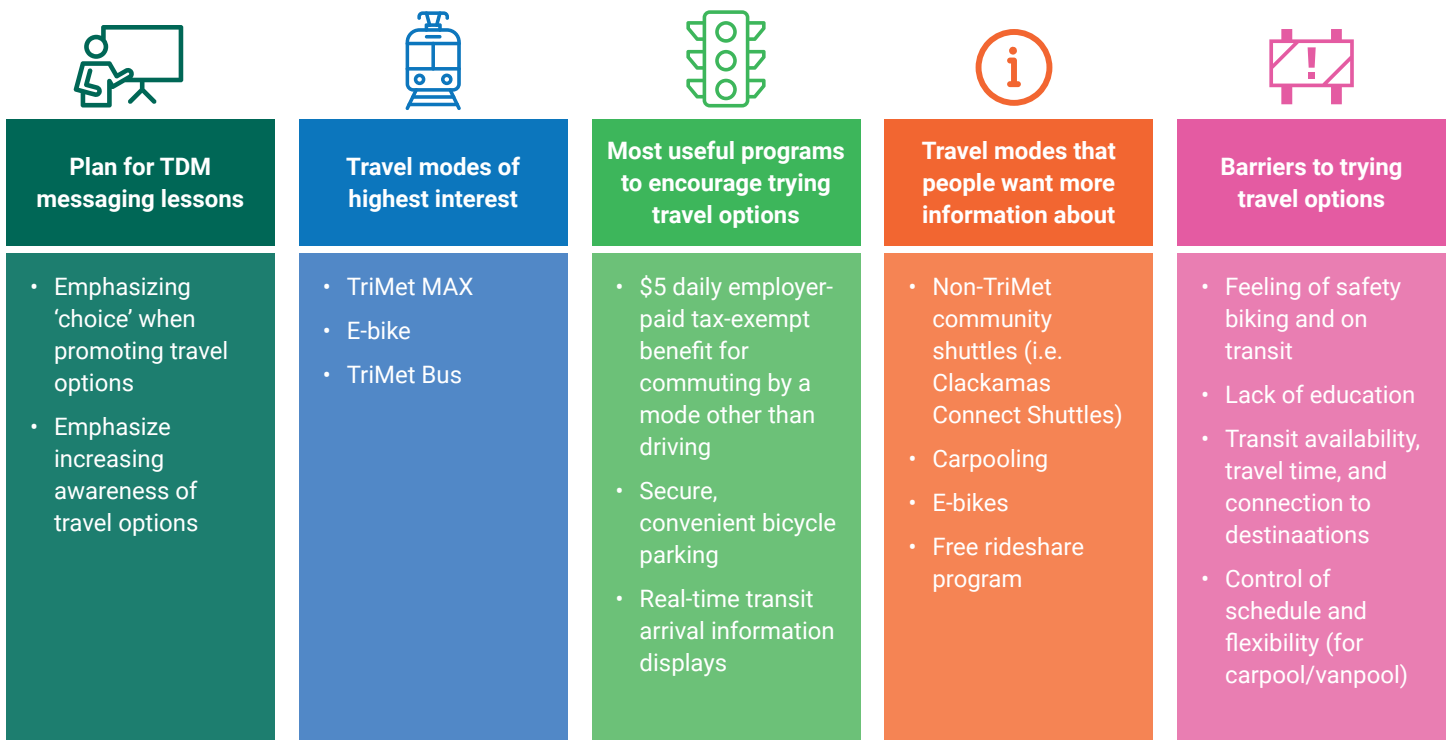 Plan for TDM
messaging lessons
• Emphasizing
‘choice’ when
promoting travel
options
• Emphasize
increasing
awareness of
travel options
Travel modes of
highest interest
• TriMet MAX
• E-bike
• TriMet Bus
Most useful programs
to encourage trying
travel options
• $5 daily employer-
paid tax-exempt
benefit for
commuting by a
mode other than
driving
• Secure,
convenient bicycle
parking
• Real-time transit
arrival information
displays
i
Travel modes that
people want more
information about
• Non-TriMet
community
shuttles (i.e.
Clackamas
Connect Shuttles)
• Carpooling
• E-bikes
• Free rideshare
program
!
Barriers to trying
travel options
• Feeling of safety
biking and on
transit
• Lack of education
• Transit availability,
travel time, and
connection to
destinaations
• Control of
schedule and
flexibility (for
carpool/vanpool)